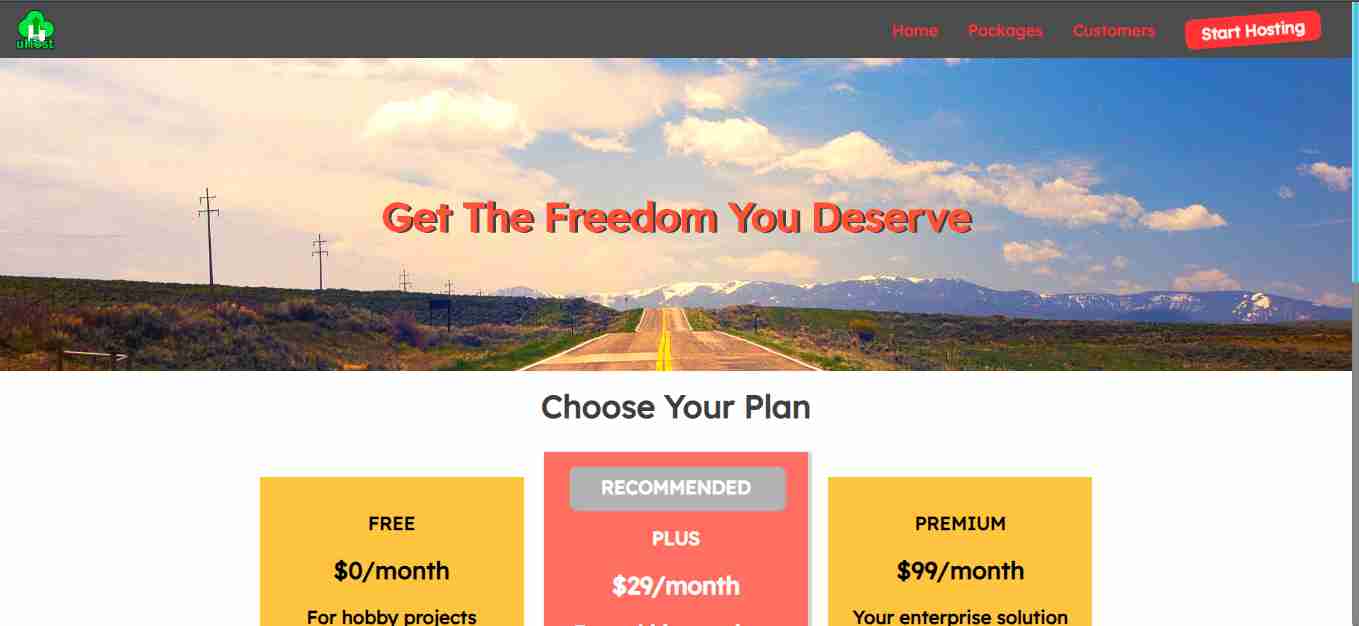 uHost
Home
Packages
Customers
Start Hosting
Get The Freedom You Deserve
Choose Your Plan
FREE
$0/month
For hobby projects
RECOMMENDED
PLUS
$29/month
PREMIUM
$99/month
Your enterprise solution